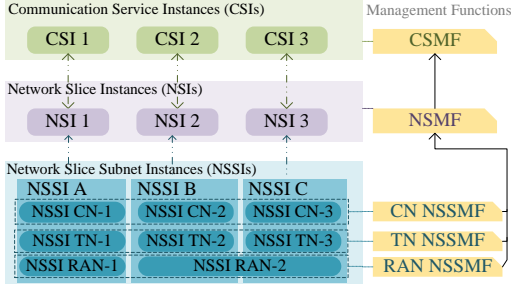 Communication Service Instances (CSIs)
Management Functions
CSI 1
CSI 2
CSI 3
CSMF
Network Slice Instances (NSIs)
NSI 1
NSI 2
NSI 3
NSMF
Network Slice Subnet Instances (NSSIs)
NSSI A
NSSI B
NSSI C
NSSI CN-1
NSSI CN-2
NSSI CN-3
CN NSSMF
NSSI TN-1
NSSI TN-2
NSSI TN-3
TN NSSMF
NSSI RAN-1
NSSI RAN-2
RAN NSSMF